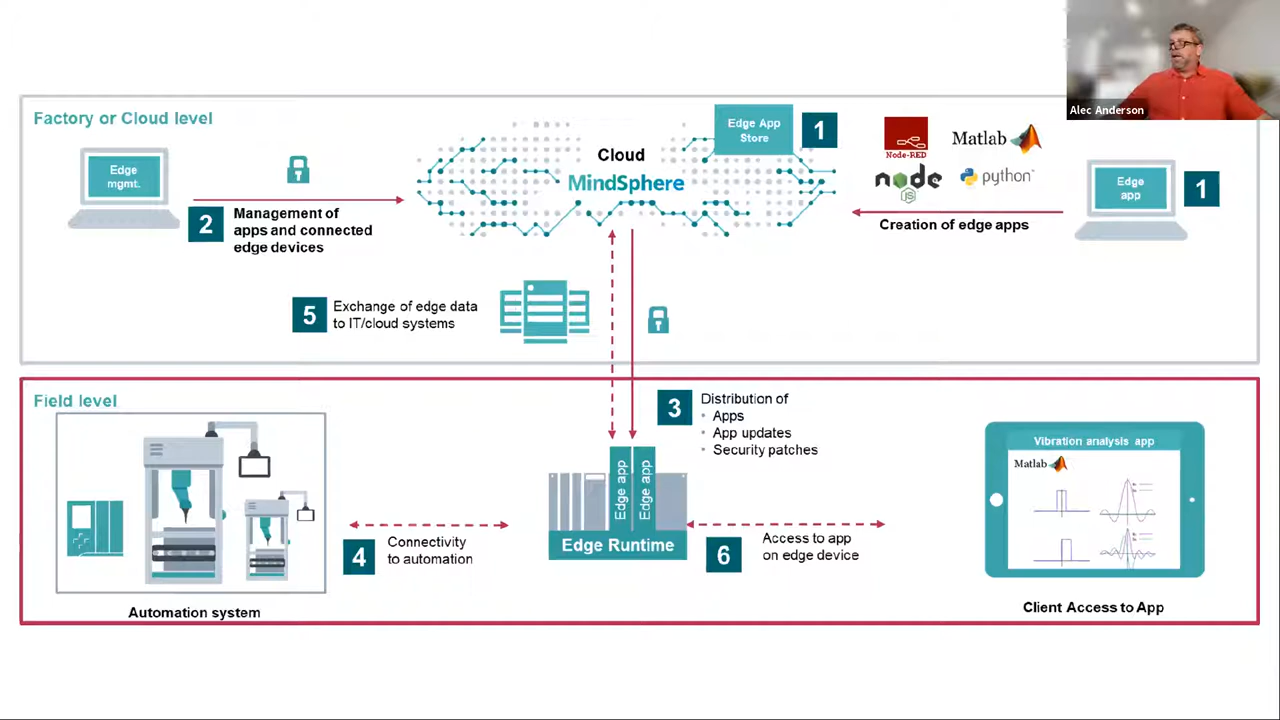 Alec Anderson
Factory or Cloud level
Edge
mgmt.
2
Management of
apps and connected
edge devices
Cloud
MindSphere
Edge App
Store
1
Node-RED
Matlab
node
JS
python
Creation of edge apps
Edge
app
1
5
Exchange of edge data
to IT/cloud systems
Field level
3
Distribution of
• Apps
• App updates
• Security patches
Automation system
4
Connectivity
to automation
Edge app
Edge app
Edge Runtime
6
Access to app
on edge device
Vibration analysis app
Matlab
Client Access to App